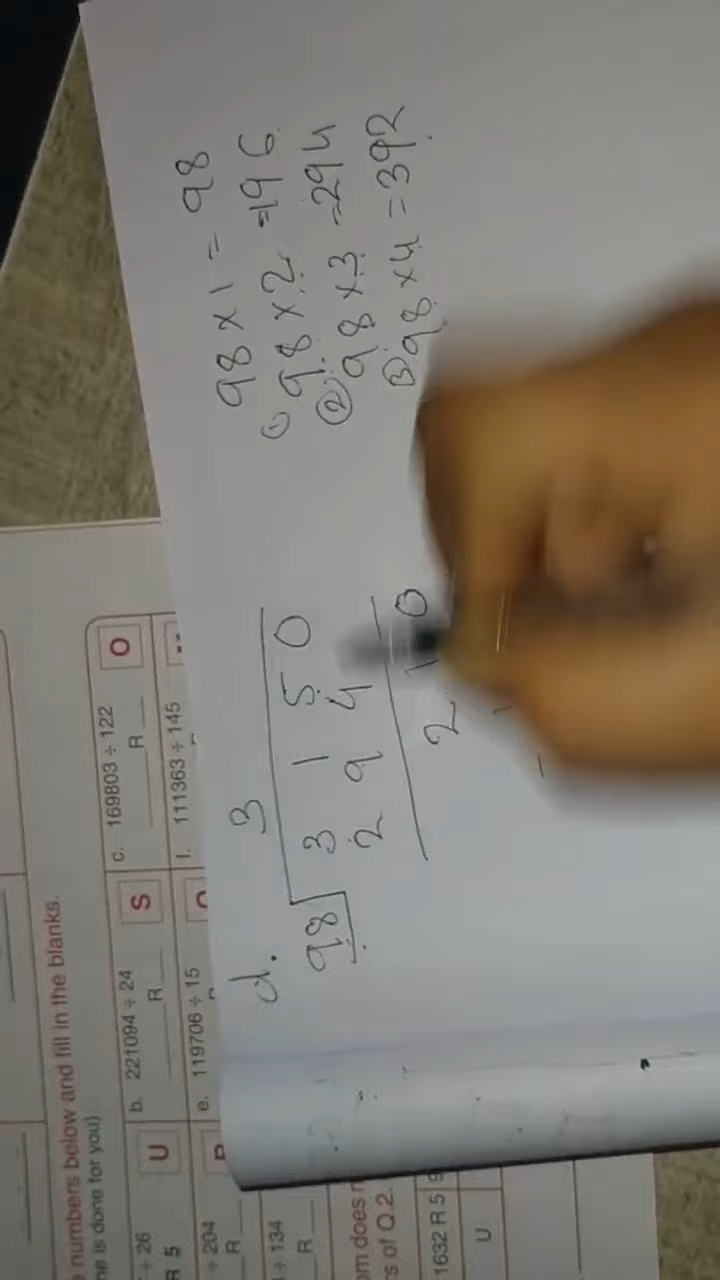 98 x 1 = 98
① 98 x 2 =196
② 98 x 3 =294
③ 98 x 4 = 392
d.
3
98 3 1 5 0
2 9 4
2 1 0
numbers below and fill in the blanks.
ne is done for you)
÷ 26
R 5
U
b. 221094 ÷ 24
R
S
c. 169803 ÷ 122
R
O
÷ 204
R
e. 119706 ÷ 15
111363 ÷ 145
÷ 134
R
om does
s of Q.2.
1632 R 5
U